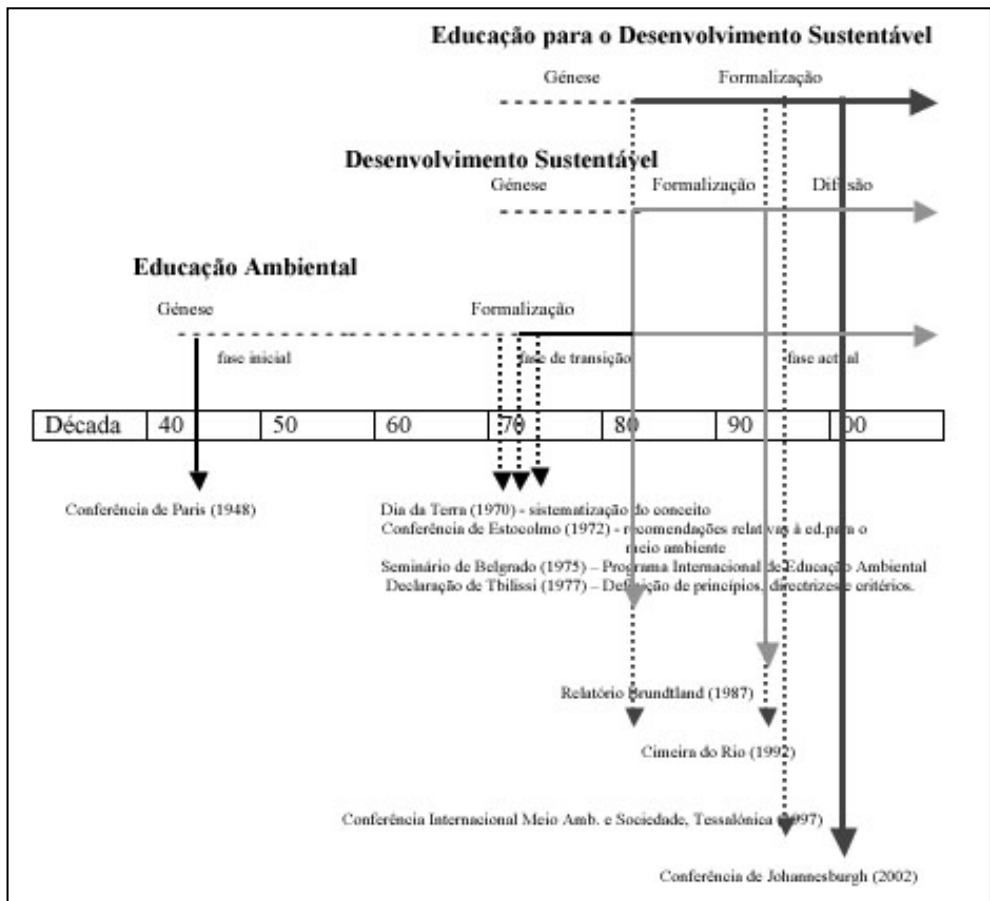 Educação para o Desenvolvimento Sustentável
Génese Formalização
Desenvolvimento Sustentável
Génese Formalização Difusão
Educação Ambiental
Génese Formalização
fase inicial fase de transição fase actual
Década 40 50 60 70 80 90 00
Conferência de Paris (1948)
Dia da Terra (1970) - sistematização do conceito
Conferência de Estocolmo (1972) - recomendações relativas à ed.para o
meio ambiente
Seminário de Belgrado (1975) – Programa Internacional de Educação Ambiental
Declaração de Tbilissi (1977) – Definição de princípios, directrizes e critérios.
Relatório Brundtland (1987)
Cimeira do Rio (1992)
Conferência Internacional Meio Amb. e Sociedade, Tessalónica (1997)
Conferência de Johannesburgh (2002)